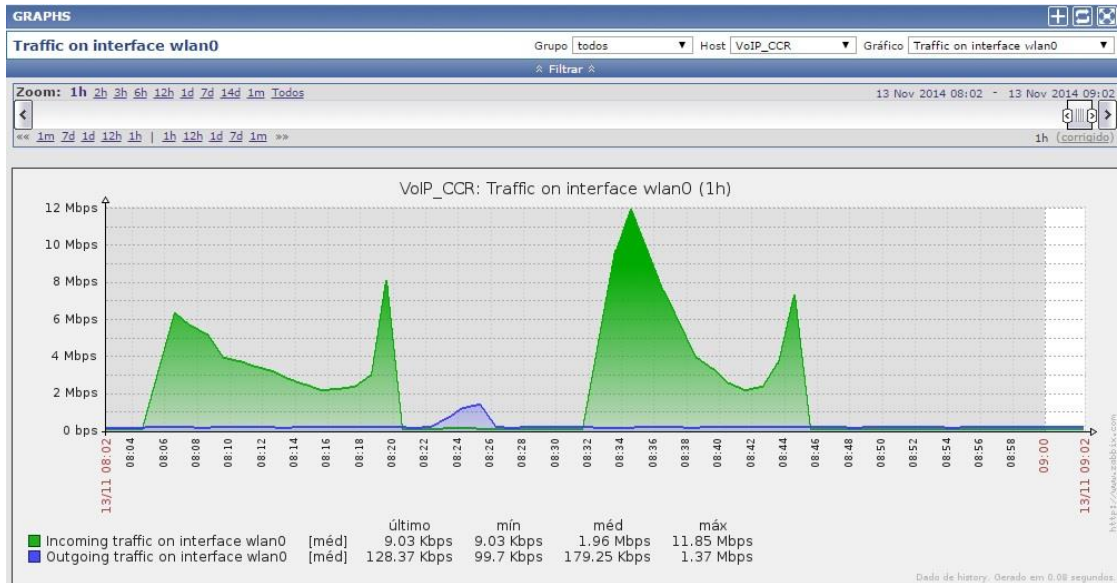 GRAPHS
Traffic on interface wlan0 Grupo todos Host VoIP_CCR Gráfico Traffic on interface wlan0
Filtrar
Zoom: 1h 2h 3h 6h 12h 1d 7d 14d 1m Todos 13 Nov 2014 08:02 - 13 Nov 2014 09:02
«« 1m 7d 1d 12h 1h | 1h 12h 1d 7d 1m »» 1h (corrigido)
VoIP_CCR: Traffic on interface wlan0 (1h)
12 Mbps
10 Mbps
8 Mbps
6 Mbps
4 Mbps
2 Mbps
0 bps
13/11 08:02 08:04 08:06 08:08 08:10 08:12 08:14 08:16 08:18 08:20 08:22 08:24 08:26 08:28 08:30 08:32 08:34 08:36 08:38 08:40 08:42 08:44 08:46 08:48 08:50 08:52 08:54 08:56 08:58 09:00 13/11 09:02
http://www.zabbix.com
último mín méd máx
Incoming traffic on interface wlan0 [méd] 9.03 Kbps 9.03 Kbps 1.96 Mbps 11.85 Mbps
Outgoing traffic on interface wlan0 [méd] 128.37 Kbps 99.7 Kbps 179.25 Kbps 1.37 Mbps
Dado de history. Gerado em 0.08 segundos